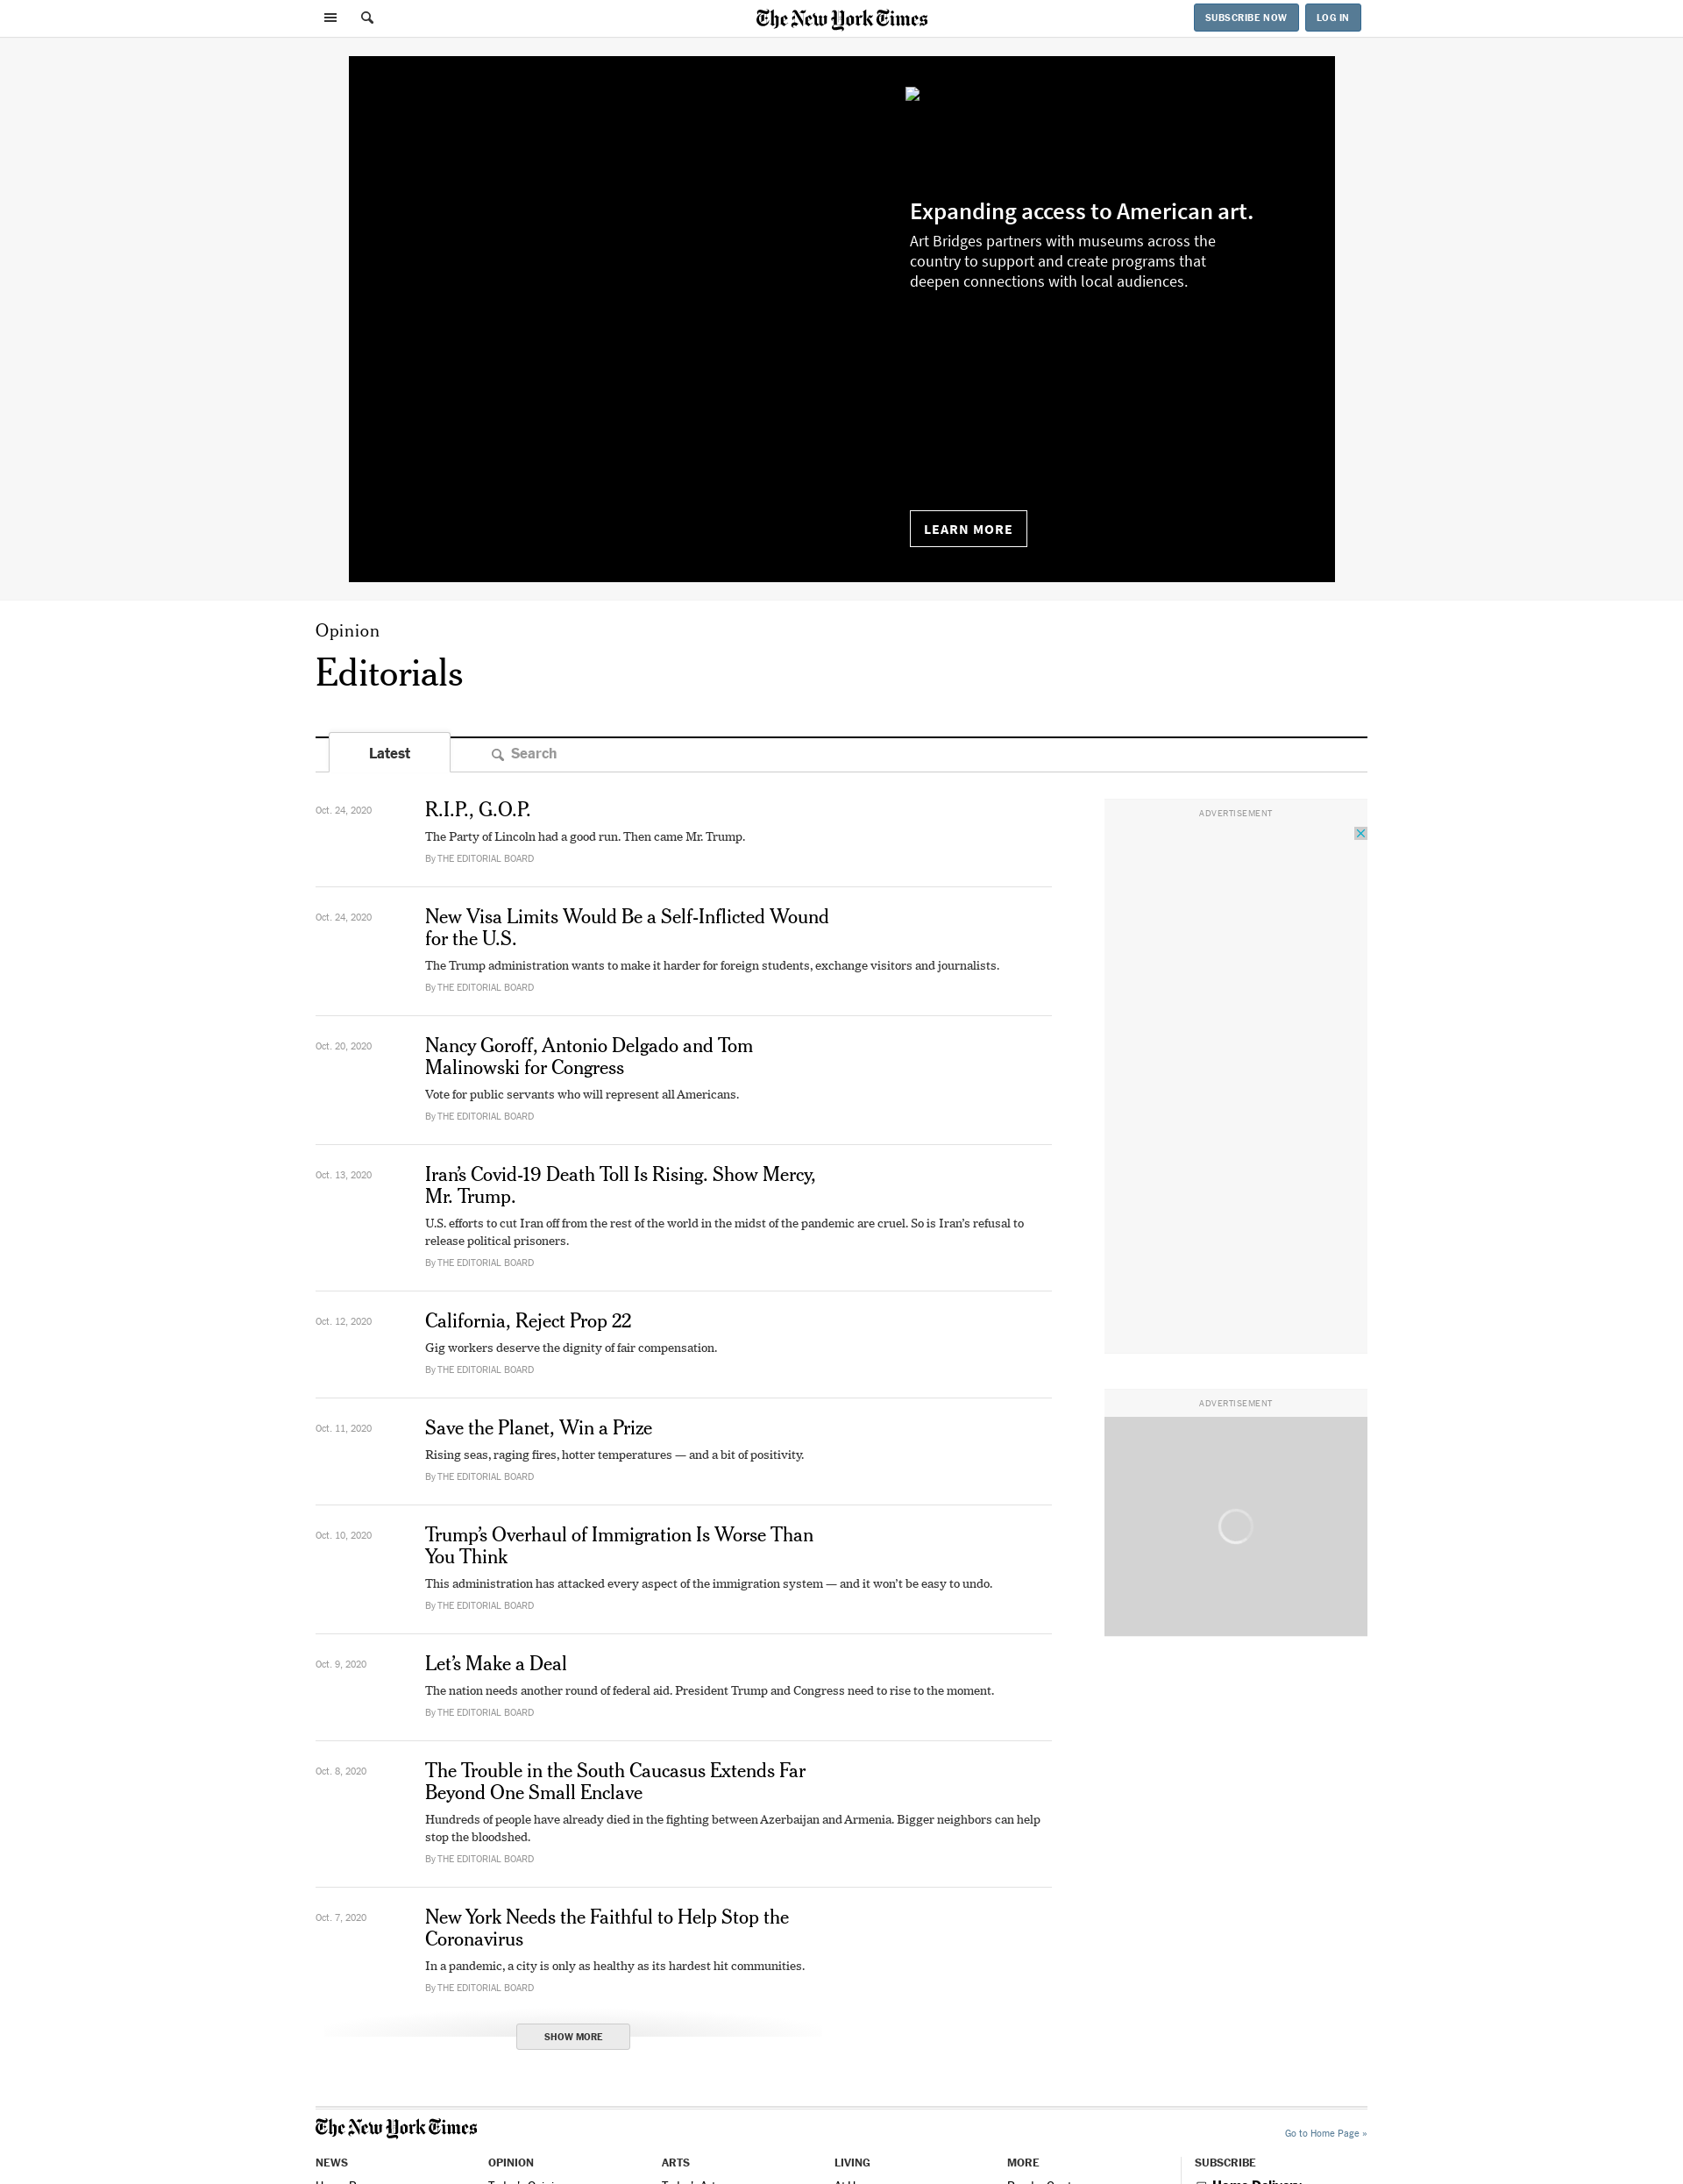 The New York Times
SUBSCRIBE NOW
LOG IN
Expanding access to American art.
Art Bridges partners with museums across the
country to support and create programs that
deepen connections with local audiences.
LEARN MORE
Opinion
Editorials
Latest
Search
Oct. 24, 2020
R.I.P., G.O.P.
The Party of Lincoln had a good run. Then came Mr. Trump.
By THE EDITORIAL BOARD
Oct. 24, 2020
New Visa Limits Would Be a Self-Inflicted Wound
for the U.S.
The Trump administration wants to make it harder for foreign students, exchange visitors and journalists.
By THE EDITORIAL BOARD
Oct. 20, 2020
Nancy Goroff, Antonio Delgado and Tom
Malinowski for Congress
Vote for public servants who will represent all Americans.
By THE EDITORIAL BOARD
Oct. 13, 2020
Iran’s Covid-19 Death Toll Is Rising. Show Mercy,
Mr. Trump.
U.S. efforts to cut Iran off from the rest of the world in the midst of the pandemic are cruel. So is Iran’s refusal to
release political prisoners.
By THE EDITORIAL BOARD
Oct. 12, 2020
California, Reject Prop 22
Gig workers deserve the dignity of fair compensation.
By THE EDITORIAL BOARD
Oct. 11, 2020
Save the Planet, Win a Prize
Rising seas, raging fires, hotter temperatures — and a bit of positivity.
By THE EDITORIAL BOARD
Oct. 10, 2020
Trump’s Overhaul of Immigration Is Worse Than
You Think
This administration has attacked every aspect of the immigration system — and it won’t be easy to undo.
By THE EDITORIAL BOARD
Oct. 9, 2020
Let’s Make a Deal
The nation needs another round of federal aid. President Trump and Congress need to rise to the moment.
By THE EDITORIAL BOARD
Oct. 8, 2020
The Trouble in the South Caucasus Extends Far
Beyond One Small Enclave
Hundreds of people have already died in the fighting between Azerbaijan and Armenia. Bigger neighbors can help
stop the bloodshed.
By THE EDITORIAL BOARD
Oct. 7, 2020
New York Needs the Faithful to Help Stop the
Coronavirus
In a pandemic, a city is only as healthy as its hardest hit communities.
By THE EDITORIAL BOARD
SHOW MORE
ADVERTISEMENT
ADVERTISEMENT
The New York Times
Go to Home Page »
NEWS
OPINION
ARTS
LIVING
MORE
SUBSCRIBE
Home Delivery